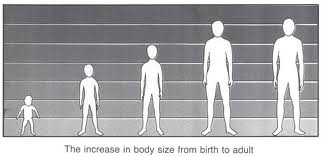 The increase in body size from birth to adult